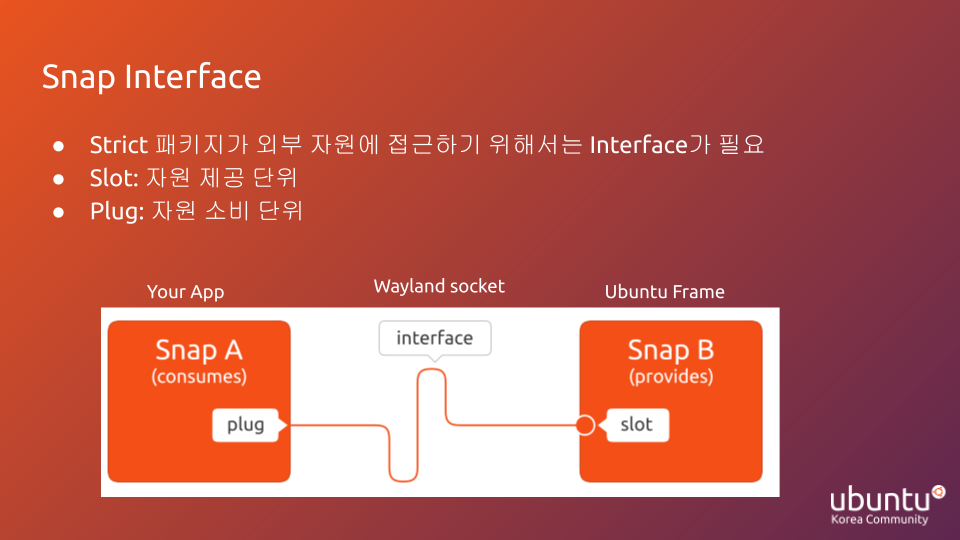 Snap Interface
● Strict 패키지가 외부 자원에 접근하기 위해서는 Interface가 필요
● Slot: 자원 제공 단위
● Plug: 자원 소비 단위
Your App
Wayland socket
Ubuntu Frame
Snap A
(consumes)
plug
interface
Snap B
(provides)
slot
ubuntu
Korea Community